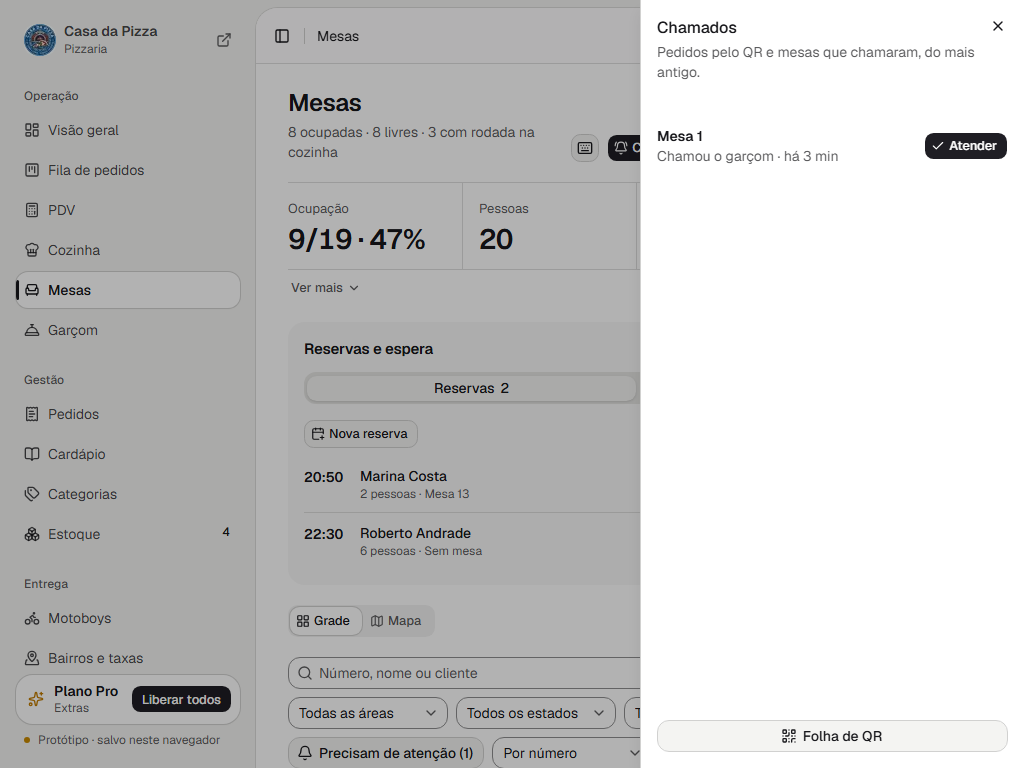 Casa da Pizza
Pizzaria
Operação
Visão geral
Fila de pedidos
PDV
Cozinha
Mesas
Garçom
Gestão
Pedidos
Cardápio
Categorias
Estoque 4
Entrega
Motoboys
Bairros e taxas
Plano Pro
Extras
Liberar todos
Protótipo · salvo neste navegador
Mesas
Mesas
8 ocupadas · 8 livres · 3 com rodada na
cozinha
Ocupação
9/19 · 47%
Pessoas
20
Ver mais
Reservas e espera
Reservas 2
Nova reserva
20:50 Marina Costa
2 pessoas · Mesa 13
22:30 Roberto Andrade
6 pessoas · Sem mesa
Grade Mapa
Número, nome ou cliente
Todas as áreas Todos os estados
Precisam de atenção (1) Por número
Chamados
Pedidos pelo QR e mesas que chamaram, do mais
antigo.
Mesa 1
Chamou o garçom · há 3 min
Atender
Folha de QR